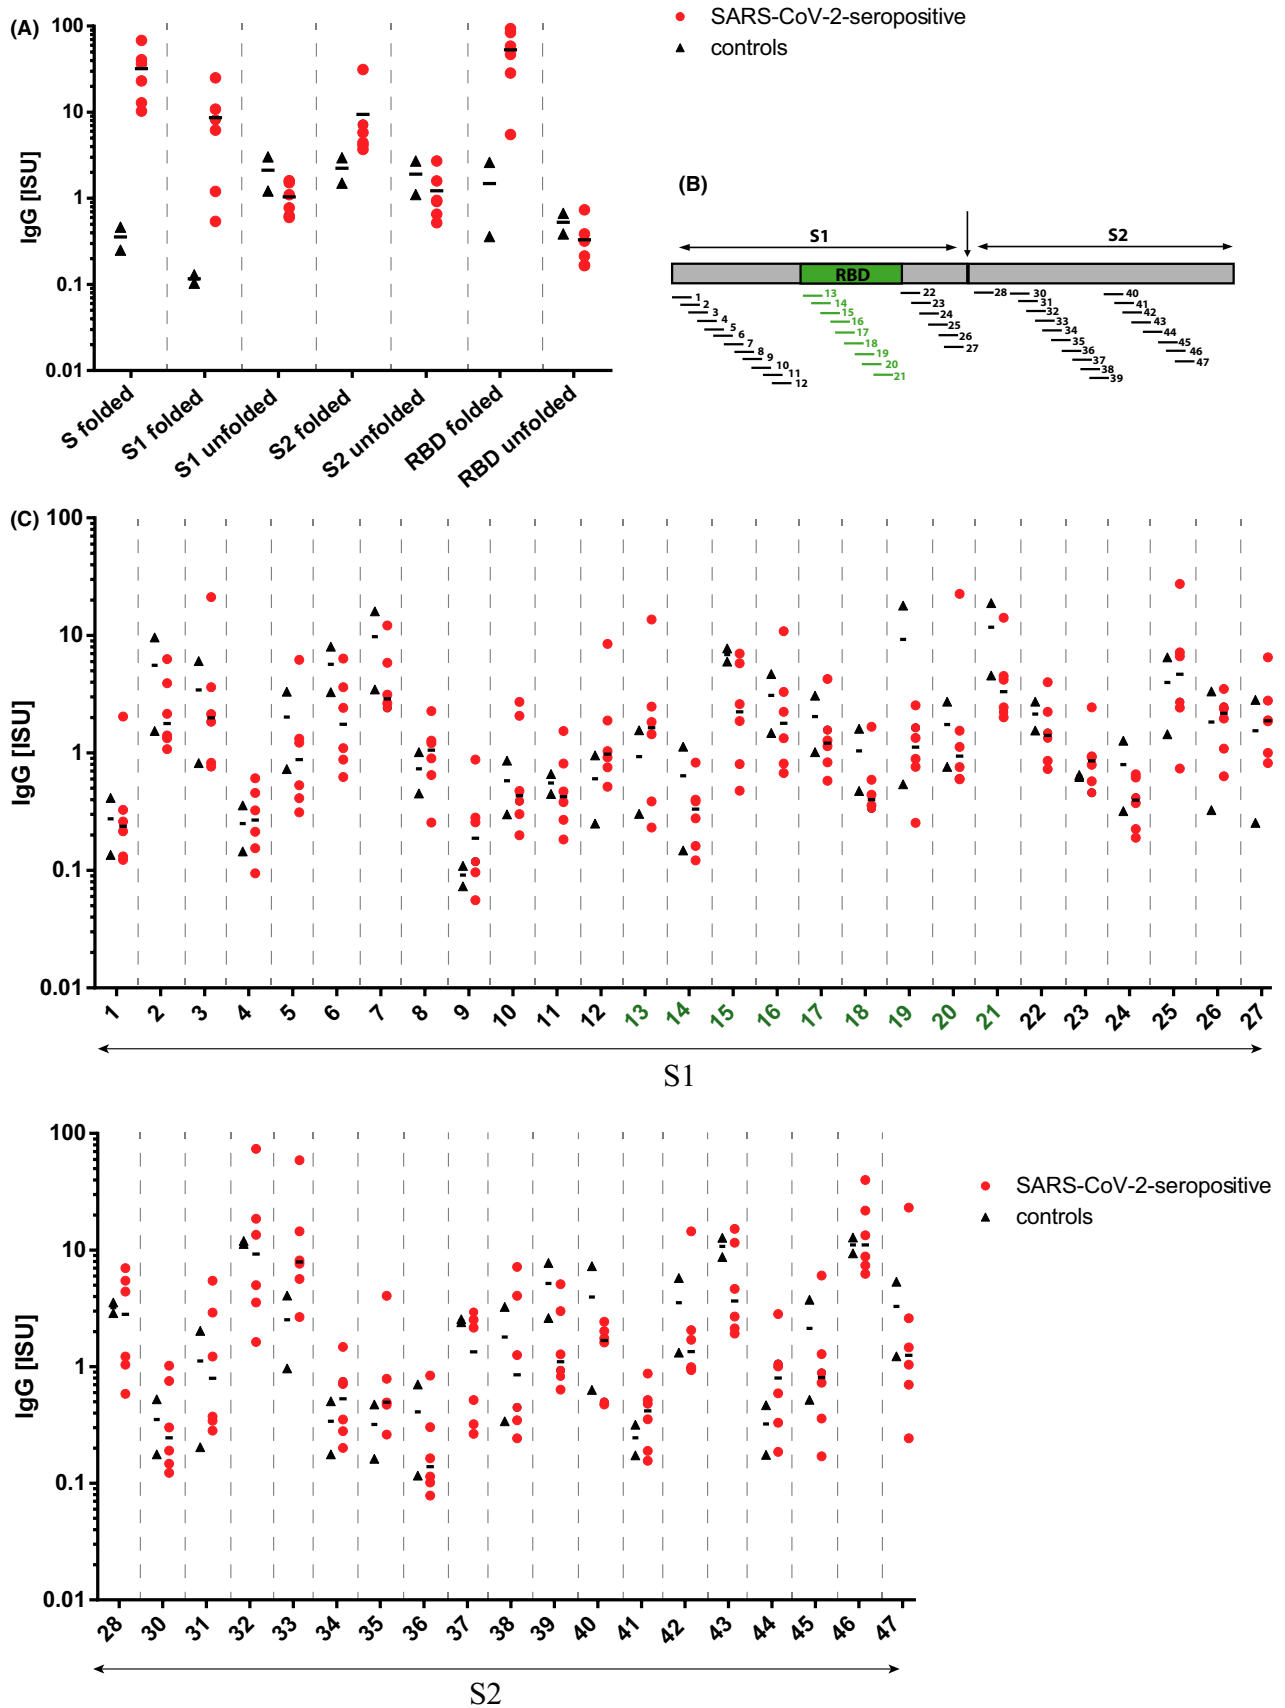 (A)
SARS-CoV-2-seropositive
controls
IgG [ISU]
100
10
1
0.1
0.01
S folded
S1 folded
S1 unfolded
S2 folded
S2 unfolded
RBD folded
RBD unfolded
(B)
S1
S2
RBD
1
2
3
4
5
6
7
8
9
10
11
12
13
14
15
16
17
18
19
20
21
22
23
24
25
26
27
28
30
31
32
33
34
35
36
37
38
39
40
41
42
43
44
45
46
47
(C)
IgG [ISU]
100
10
1
0.1
0.01
1 2 3 4 5 6 7 8 9 10 11 12 13 14 15 16 17 18 19 20 21 22 23 24 25 26 27
S1
IgG [ISU]
100
10
1
0.1
0.01
28 30 31 32 33 34 35 36 37 38 39 40 41 42 43 44 45 46 47
S2
SARS-CoV-2-seropositive
controls